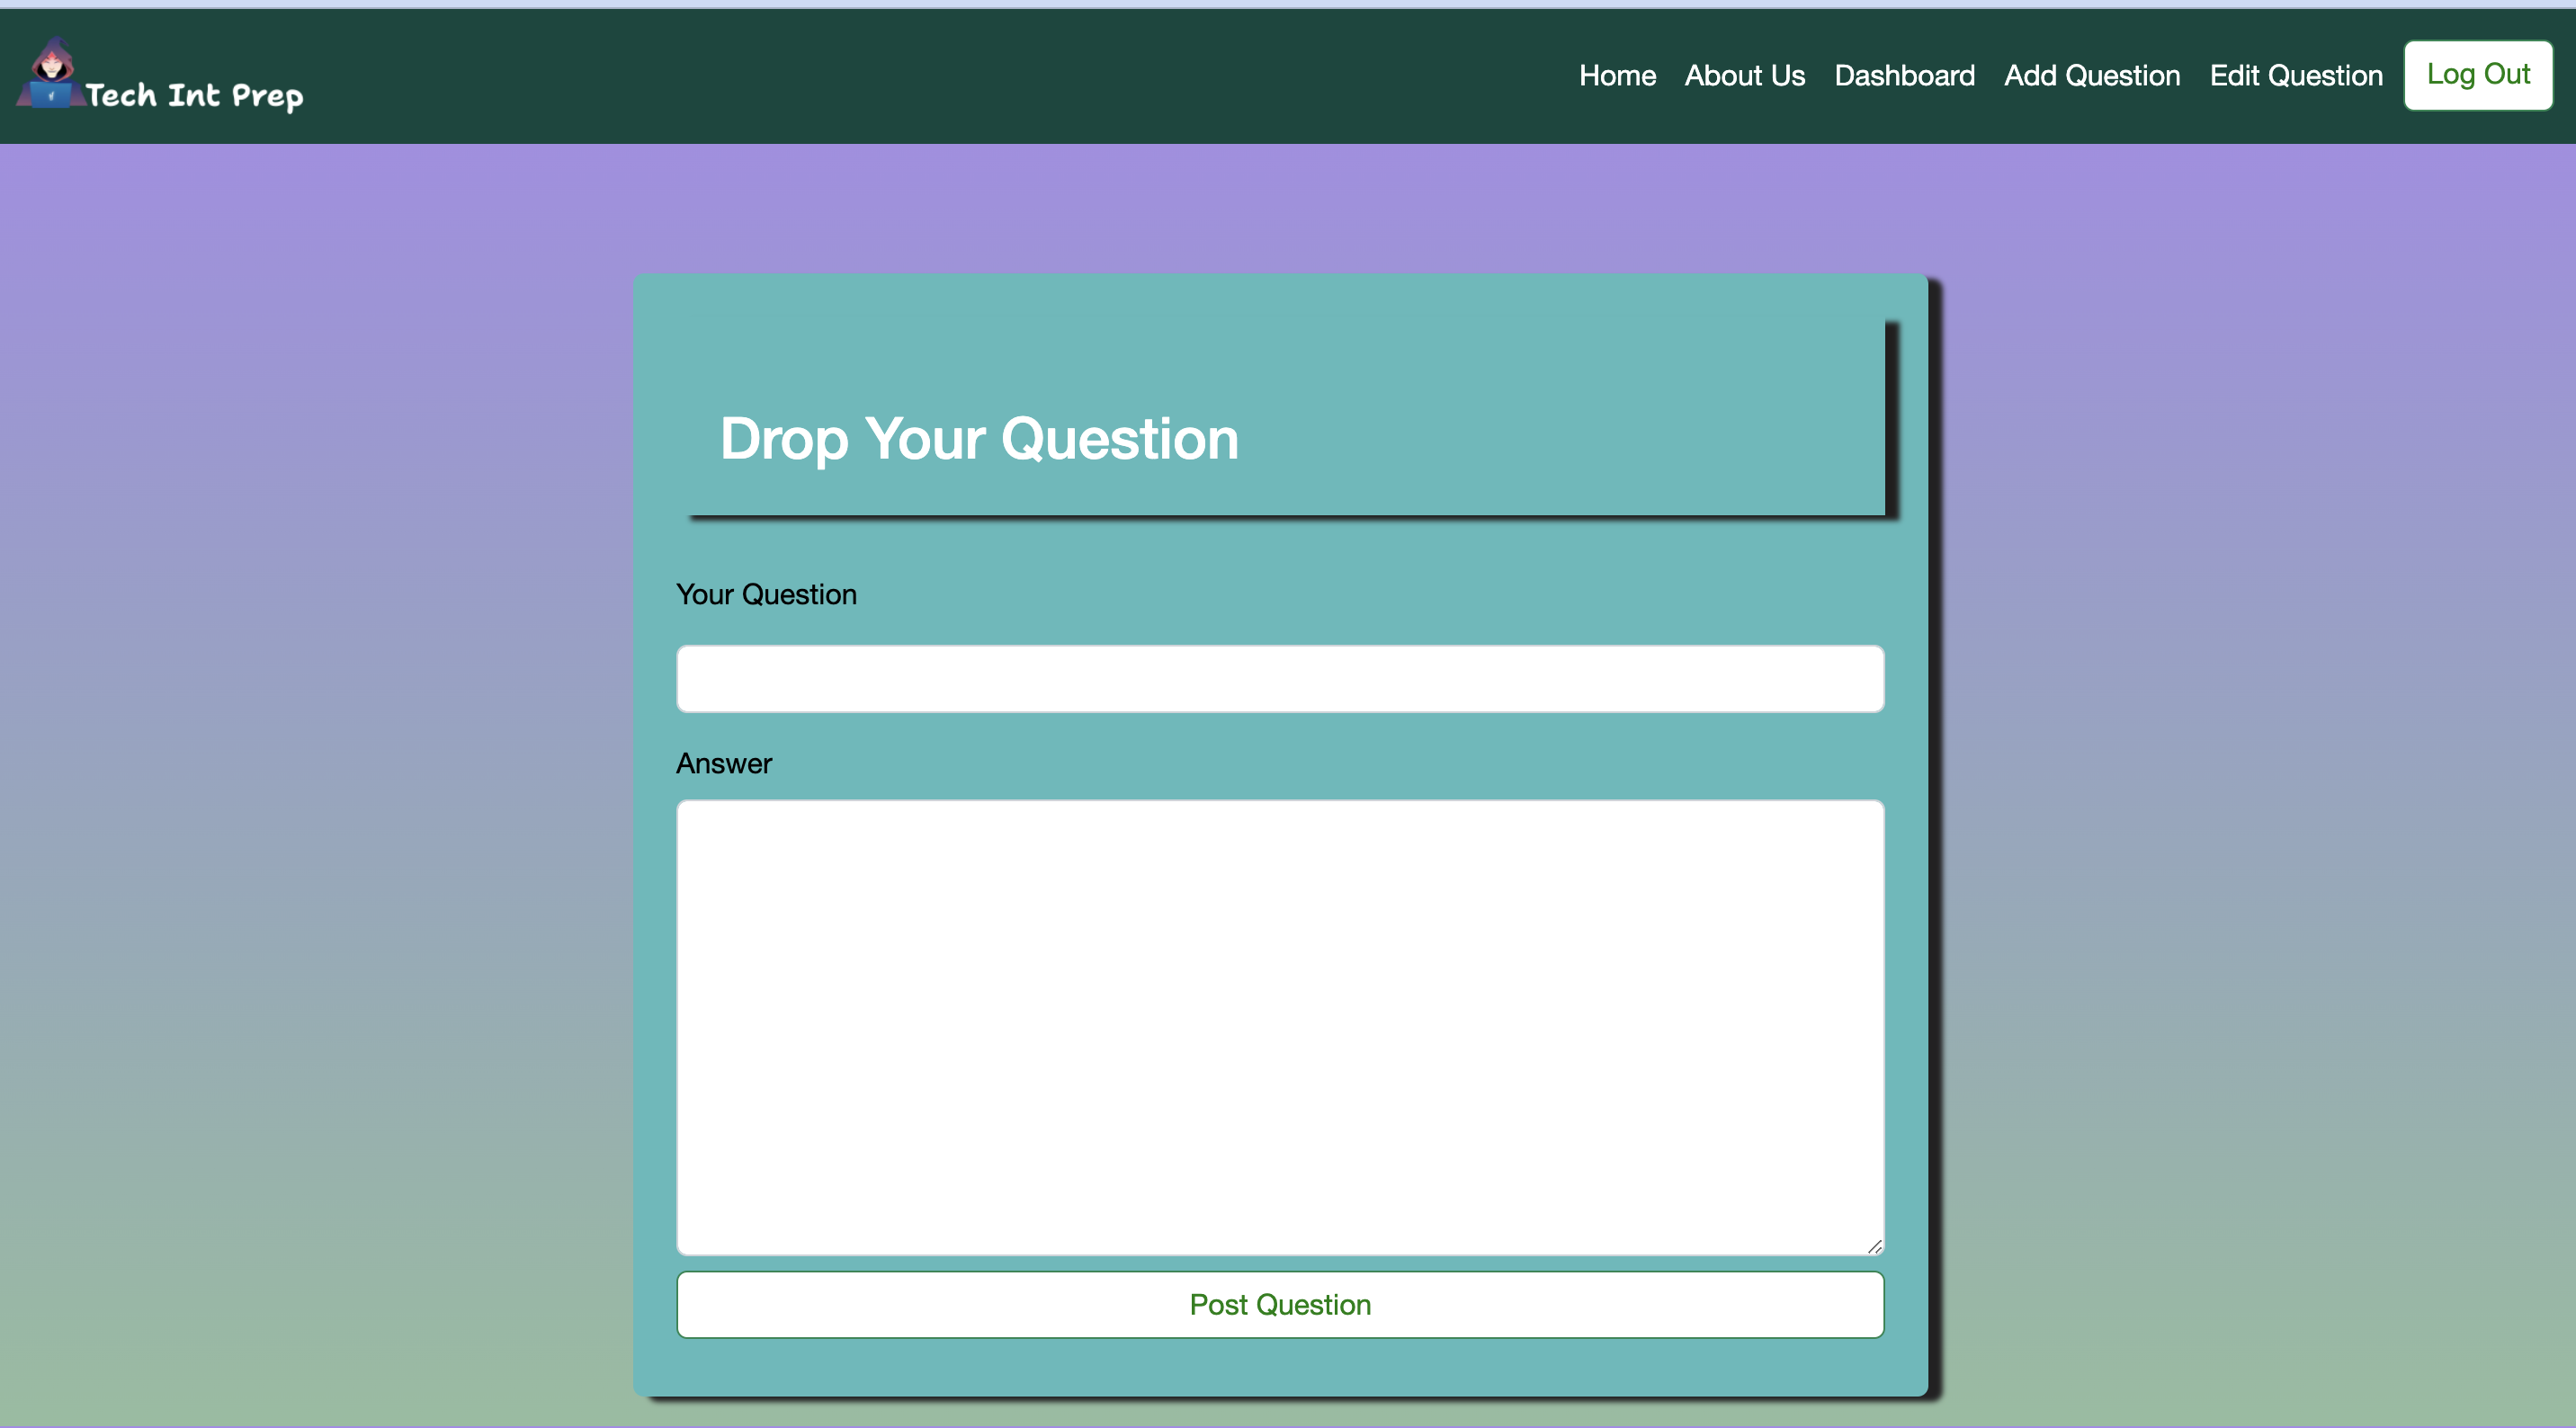 Tech Int Prep
Home About Us Dashboard Add Question Edit Question Log Out
Drop Your Question
Your Question
Answer
Post Question